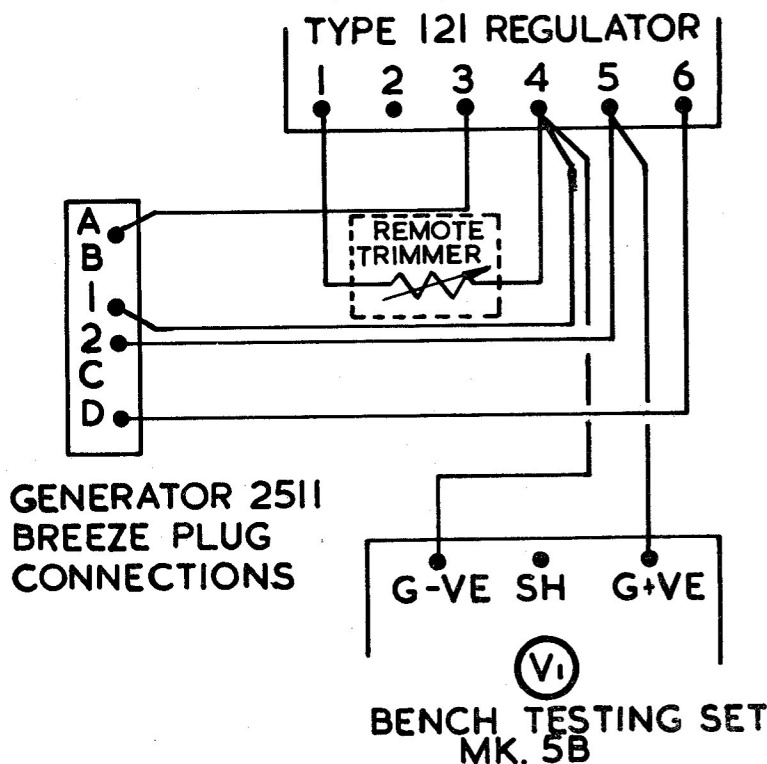 TYPE 121 REGULATOR
1 2 3 4 5 6
A
B
1
2
C
D
REMOTE
TRIMMER
GENERATOR 2511
BREEZE PLUG
CONNECTIONS
G-VE SH G+VE
V1
BENCH TESTING SET
MK. 5B